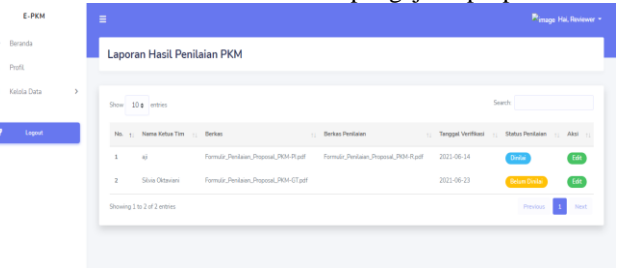 E-PKM
image Hai, Reviewer
Beranda
Profil
Kelola Data
Logout
Laporan Hasil Penilaian PKM
Show 10 entries
Search:
No. Nama Ketua Tim Berkas Berkas Penilaian Tanggal Verifikasi Status Penilaian Aksi
1 aji Formulir_Penilaian_Proposal_PKM-PI.pdf Formulir_Penilaian_Proposal_PKM-R.pdf 2021-06-14 Dinilai Edit
2 Silvia Oktaviani Formulir_Penilaian_Proposal_PKM-GT.pdf 2021-06-23 Belum Dinilai Edit
Showing 1 to 2 of 2 entries
Previous 1 Next